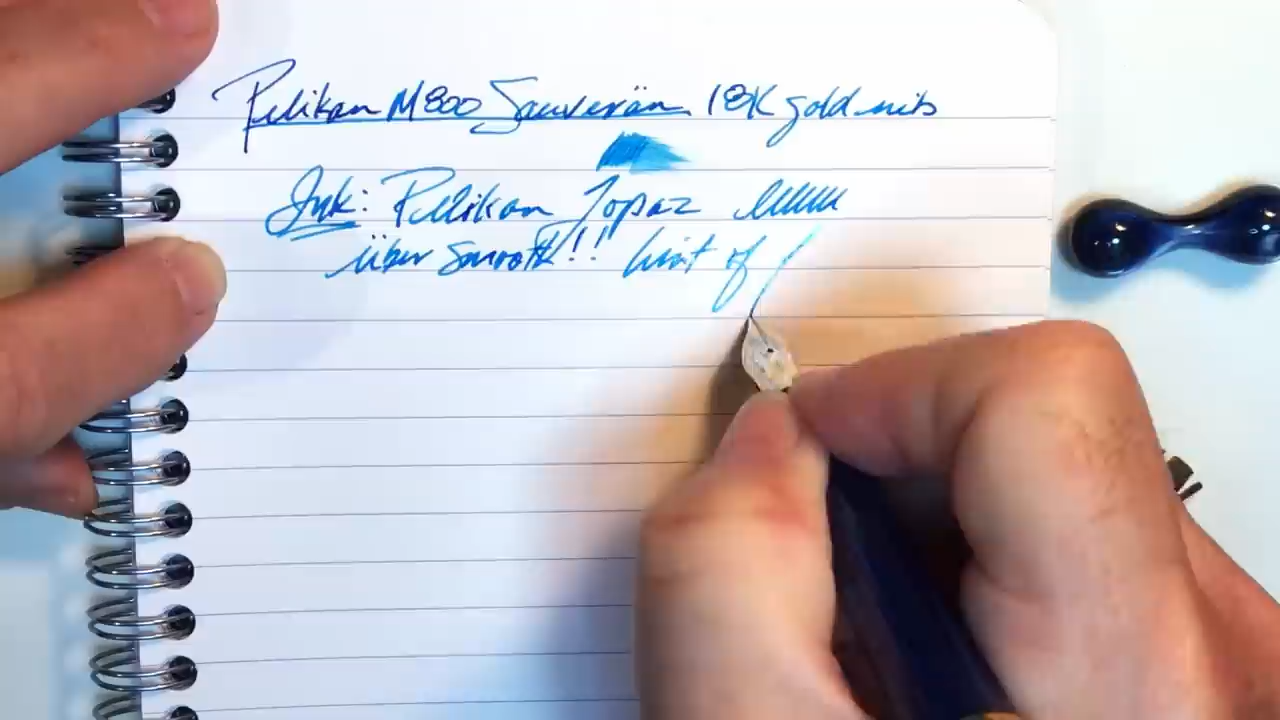 Pelikan M800 Souverän 18K gold nib
Ink: Pelikan Topaz
über smooth!! hint of